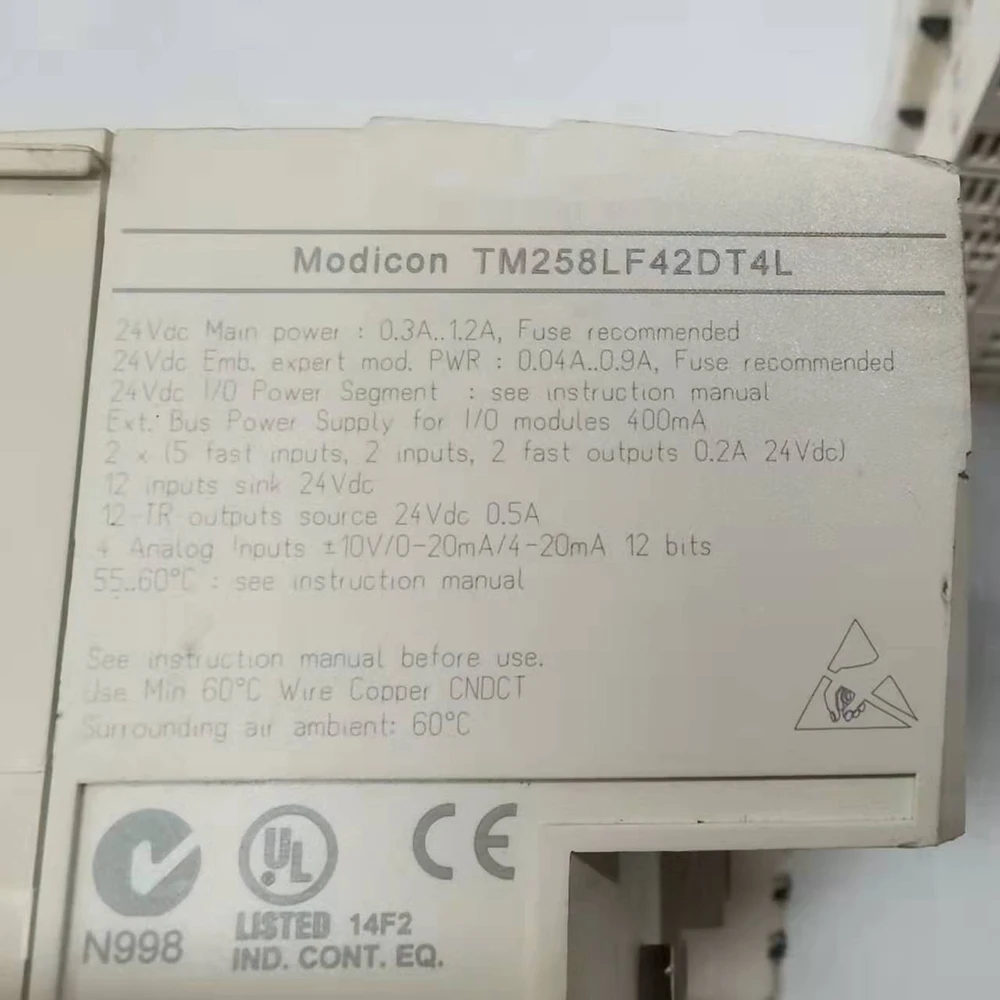 Modicon TM258LF42DT4L
24Vdc Main power : 0.3A..1.2A, Fuse recommended
24Vdc Emb. expert mod. PWR : 0.04A..0.9A, Fuse recommended
24Vdc I/O Power Segment : see instruction manual
Ext. Bus Power Supply for I/O modules 400mA
2 x (5 fast inputs, 2 inputs, 2 fast outputs 0.2A 24Vdc)
12 inputs sink 24Vdc
12-TR outputs source 24Vdc 0.5A
4 Analog Inputs ±10V/0-20mA/4-20mA 12 bits
55..60°C : see instruction manual
See instruction manual before use.
Use Min 60°C Wire Copper CNDCT
Surrounding air ambient: 60°C
UL CE
N998 LISTED 14F2
IND. CONT. EQ.